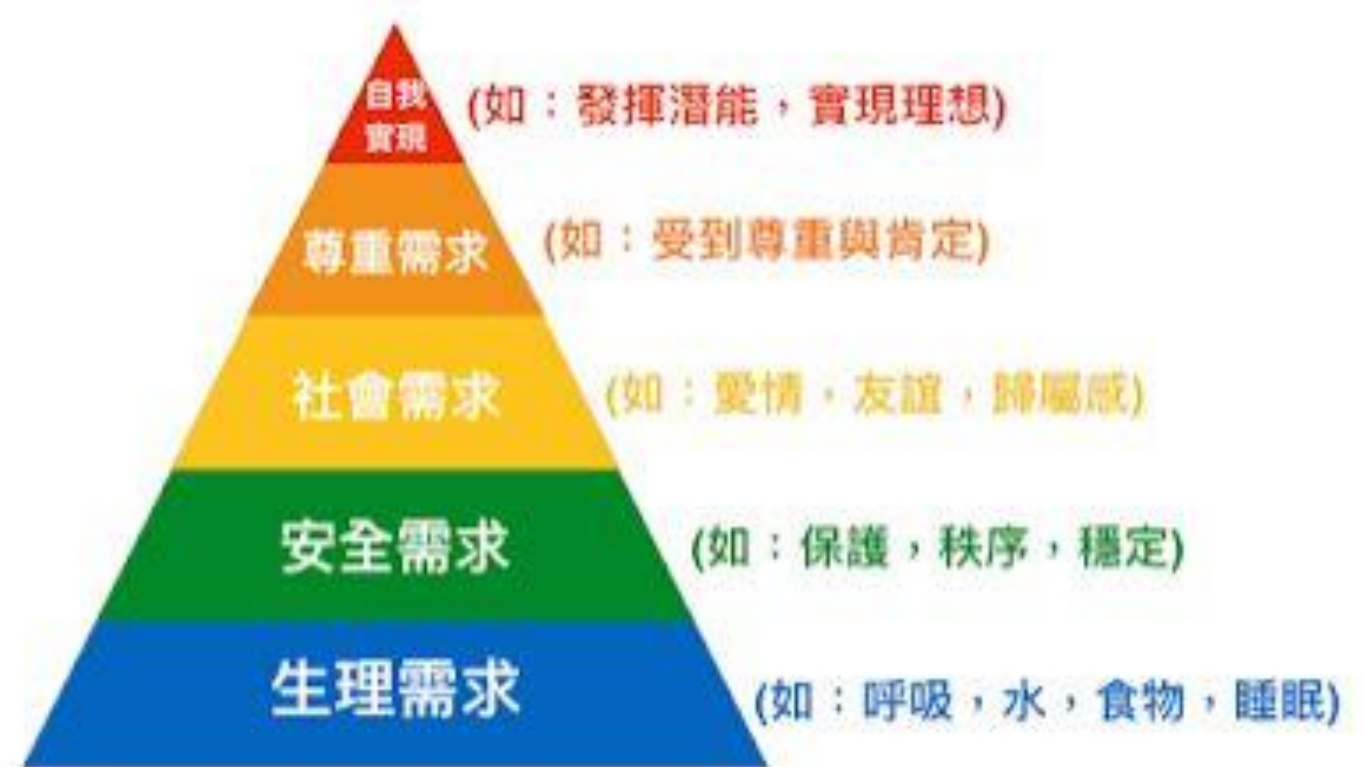 自我
實現
(如：發揮潛能，實現理想)
尊重需求
(如：受到尊重與肯定)
社會需求
(如：愛情，友誼，歸屬感)
安全需求
(如：保護，秩序，穩定)
生理需求
(如：呼吸，水，食物，睡眠)